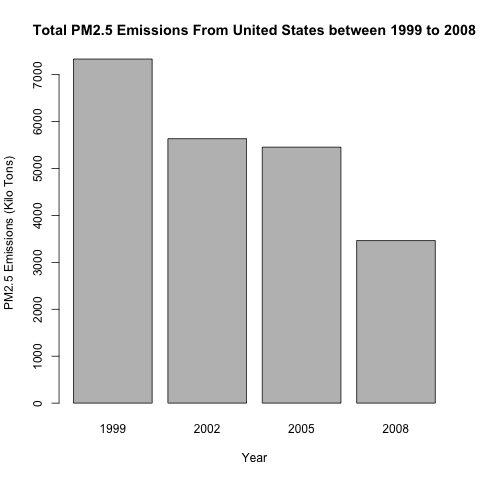 Total PM2.5 Emissions From United States between 1999 to 2008
PM2.5 Emissions (Kilo Tons)
7000
6000
5000
4000
3000
2000
1000
0
1999 2002 2005 2008
Year